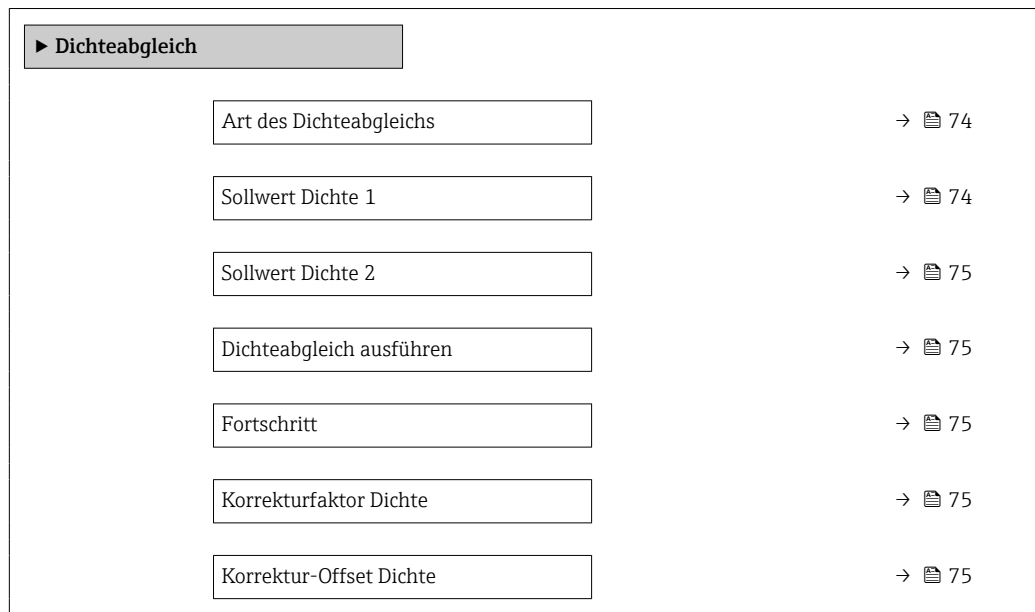 ▶ Dichteabgleich
Art des Dichteabgleichs → 74
Sollwert Dichte 1 → 74
Sollwert Dichte 2 → 75
Dichteabgleich ausführen → 75
Fortschritt → 75
Korrekturfaktor Dichte → 75
Korrektur-Offset Dichte → 75